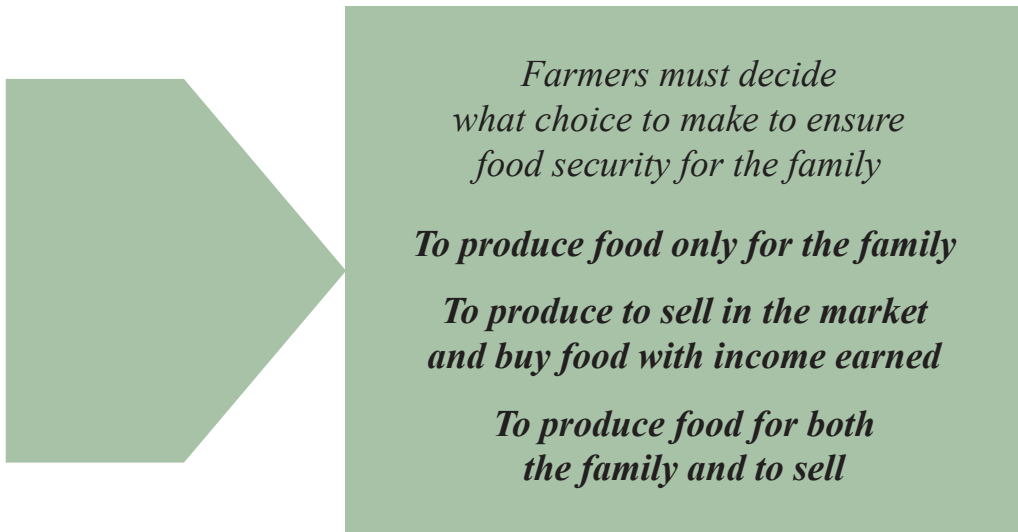 Farmers must decide
what choice to make to ensure
food security for the family
To produce food only for the family
To produce to sell in the market
and buy food with income earned
To produce food for both
the family and to sell